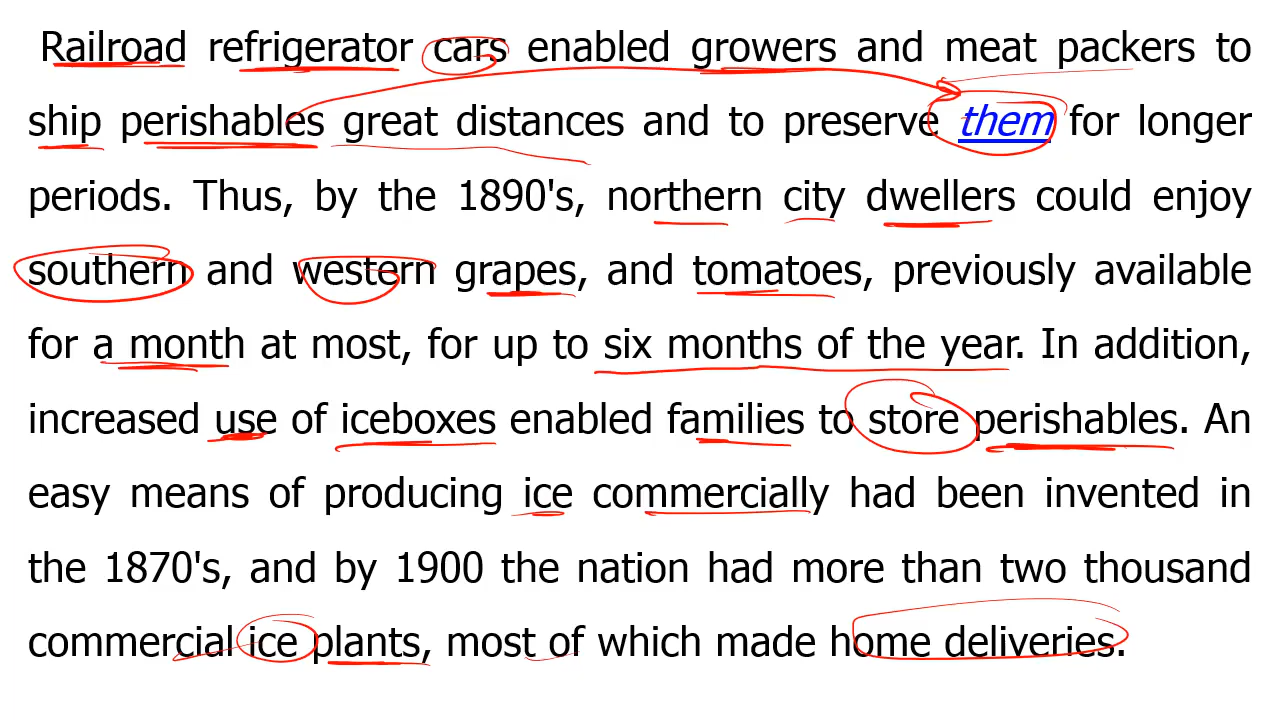 Railroad refrigerator cars enabled growers and meat packers to
ship perishables great distances and to preserve them for longer
periods. Thus, by the 1890's, northern city dwellers could enjoy
southern and western grapes, and tomatoes, previously available
for a month at most, for up to six months of the year. In addition,
increased use of iceboxes enabled families to store perishables. An
easy means of producing ice commercially had been invented in
the 1870's, and by 1900 the nation had more than two thousand
commercial ice plants, most of which made home deliveries.